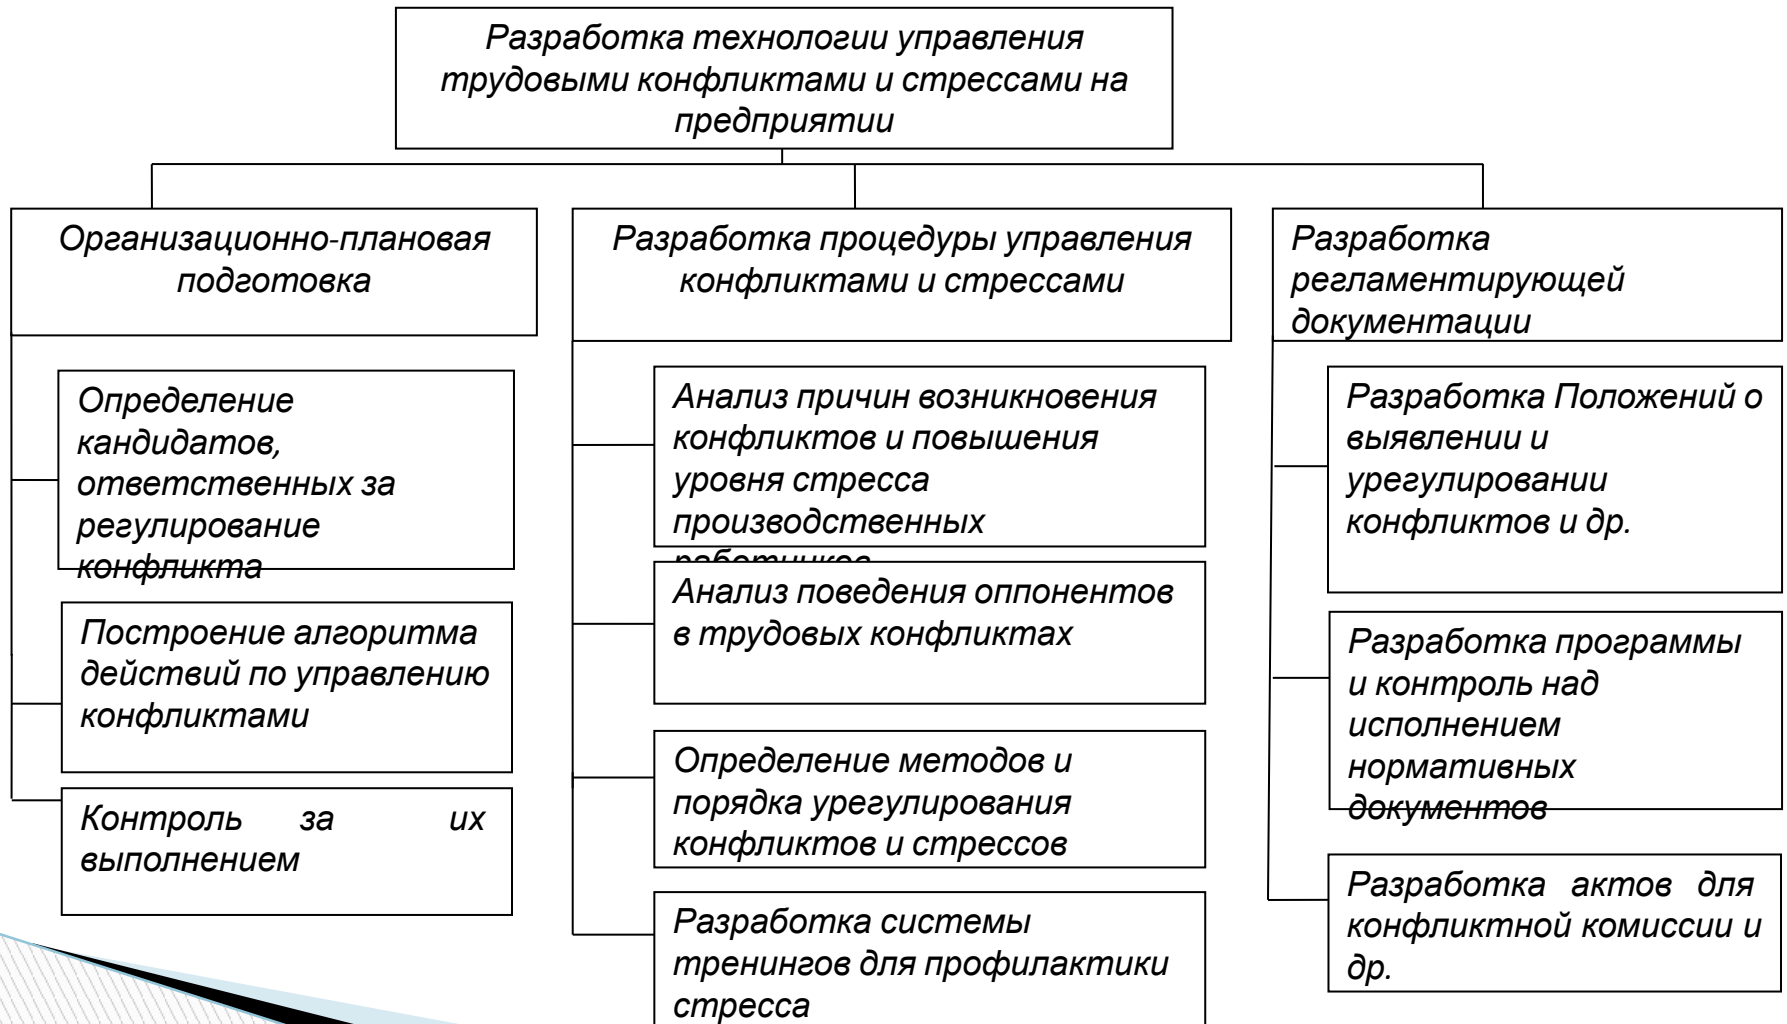 Разработка технологии управления
трудовыми конфликтами и стрессами на
предприятии
Организационно-плановая
подготовка
Определение
кандидатов,
ответственных за
регулирование
конфликта
Построение алгоритма
действий по управлению
конфликтами
Контроль за их
выполнением
Разработка процедуры управления
конфликтами и стрессами
Анализ причин возникновения
конфликтов и повышения
уровня стресса
производственных
работников
Анализ поведения оппонентов
в трудовых конфликтах
Определение методов и
порядка урегулирования
конфликтов и стрессов
Разработка системы
тренингов для профилактики
стресса
Разработка
регламентирующей
документации
Разработка Положений о
выявлении и
урегулировании
конфликтов и др.
Разработка программы
и контроль над
исполнением
нормативных
документов
Разработка актов для
конфликтной комиссии и
др.